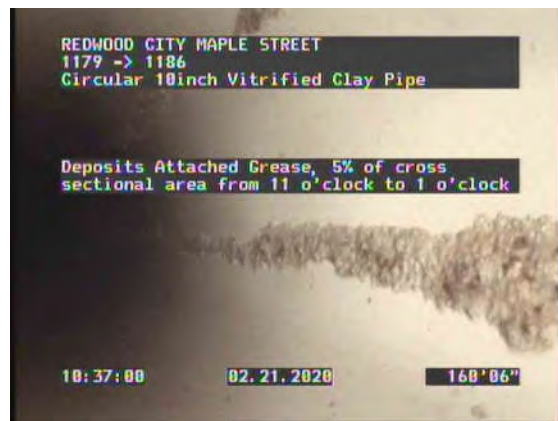 REDWOOD CITY MAPLE STREET
1179 -> 1186
Circular 10inch Vitrified Clay Pipe
Deposits Attached Grease, 5% of cross
sectional area from 11 o'clock to 1 o'clock
10:37:00 02.21.2020 160'06"